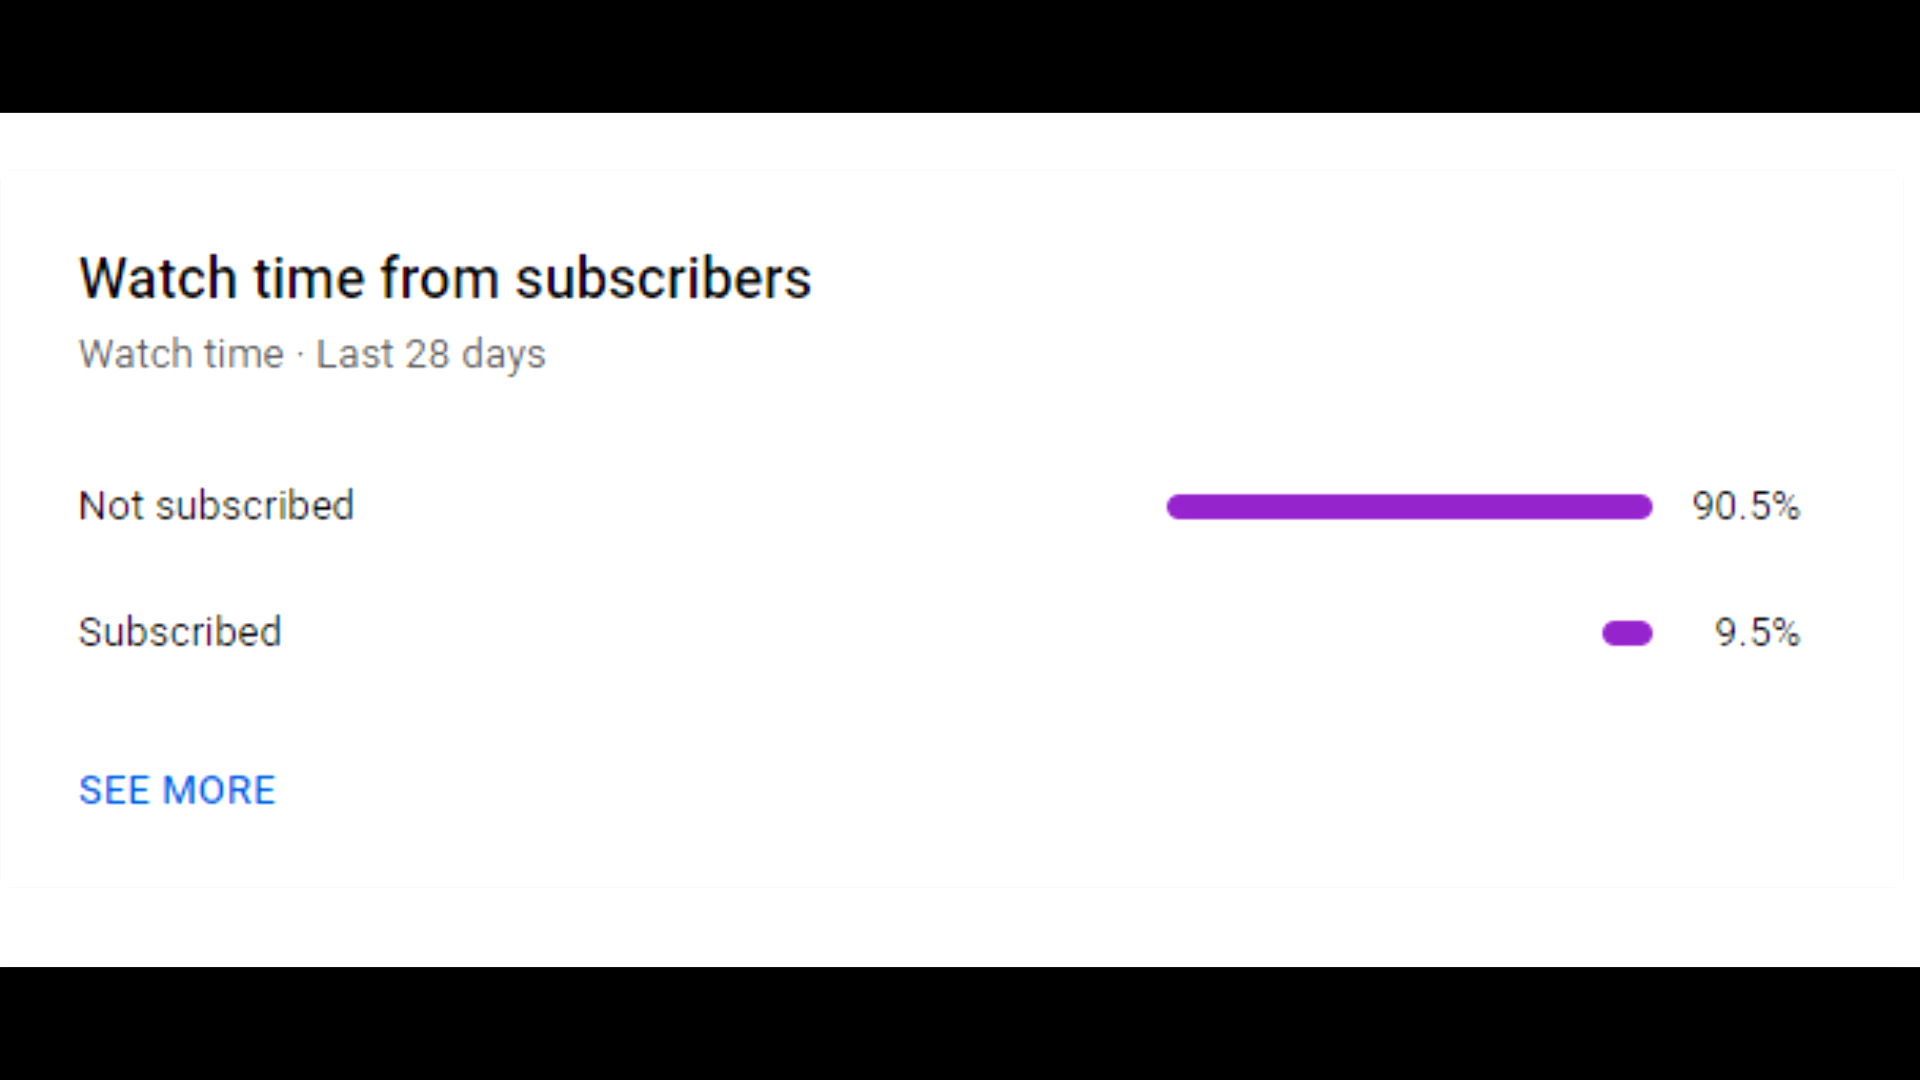 Watch time from subscribers
Watch time · Last 28 days
Not subscribed 90.5%
Subscribed 9.5%
SEE MORE